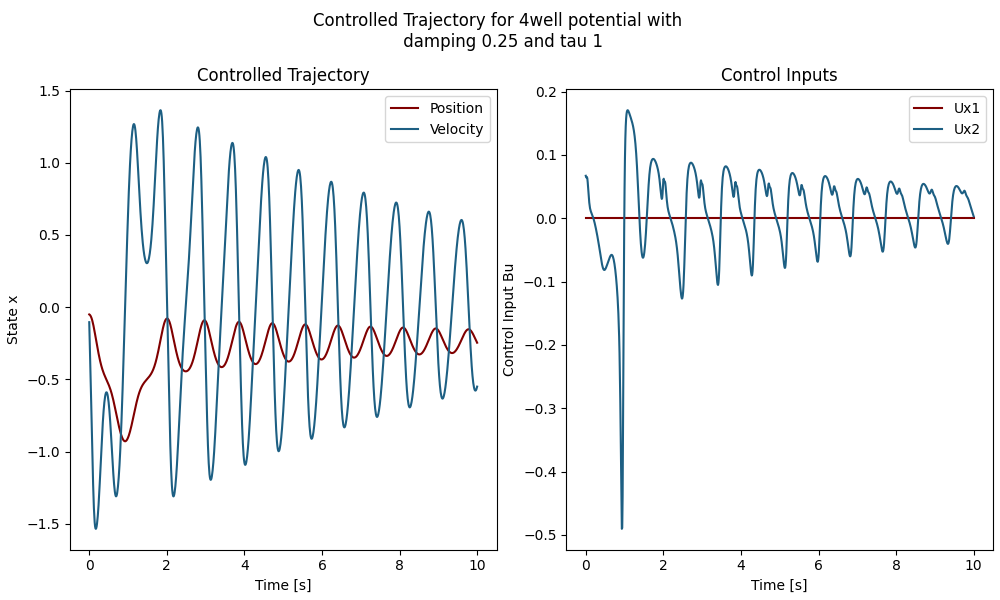 Controlled Trajectory for 4well potential with
damping 0.25 and tau 1
Controlled Trajectory
1.5
1.0
0.5
0.0
−0.5
−1.0
−1.5
State x
Position
Velocity
0
2
4
6
8
10
Time [s]
Control Inputs
0.2
0.1
0.0
−0.1
−0.2
−0.3
−0.4
−0.5
Control Input Bu
Ux1
Ux2
0
2
4
6
8
10
Time [s]